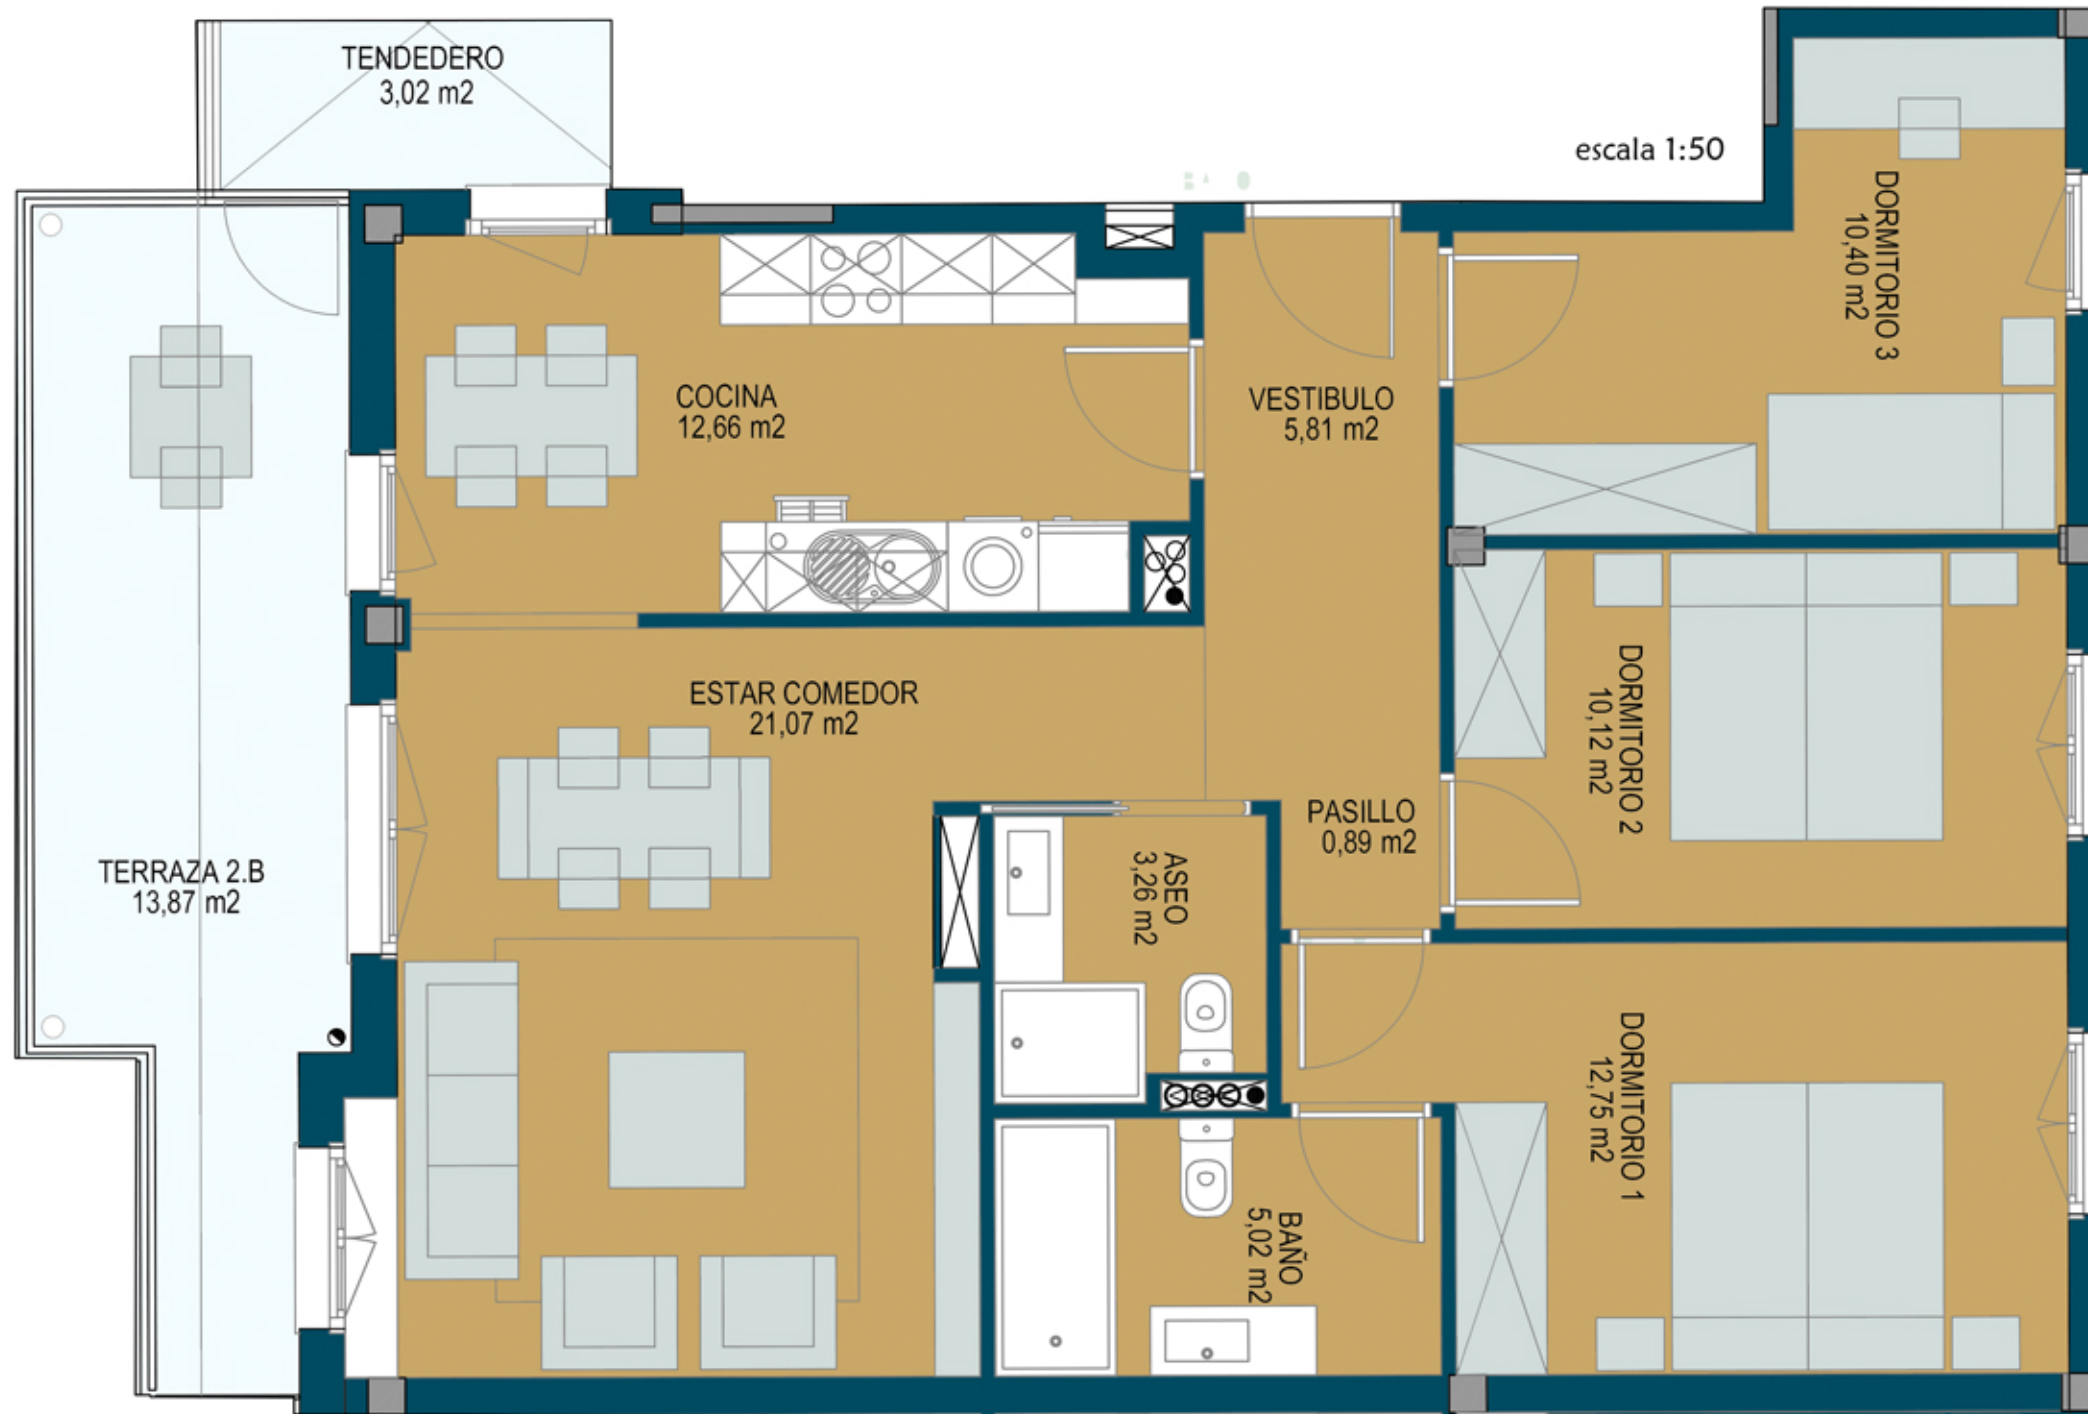 TENDEDERO
3,02 m2
escala 1:50
DORMITORIO 3
10,40 m2
COCINA
12,66 m2
VESTIBULO
5,81 m2
ESTAR COMEDOR
21,07 m2
DORMITORIO 2
10,12 m2
PASILLO
0,89 m2
TERRAZA 2.B
13,87 m2
ASEO
3,26 m2
DORMITORIO 1
12,75 m2
BAÑO
5,02 m2